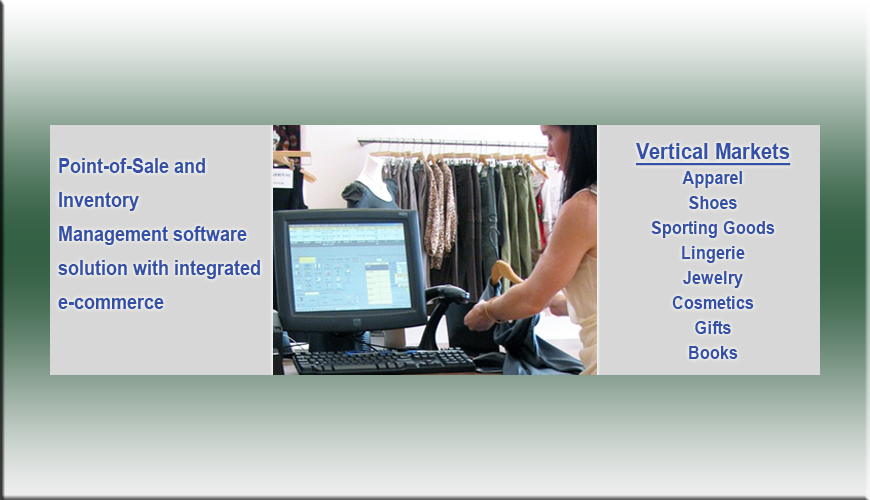 Point-of-Sale and
Inventory
Management software
solution with integrated
e-commerce
Vertical Markets
Apparel
Shoes
Sporting Goods
Lingerie
Jewelry
Cosmetics
Gifts
Books